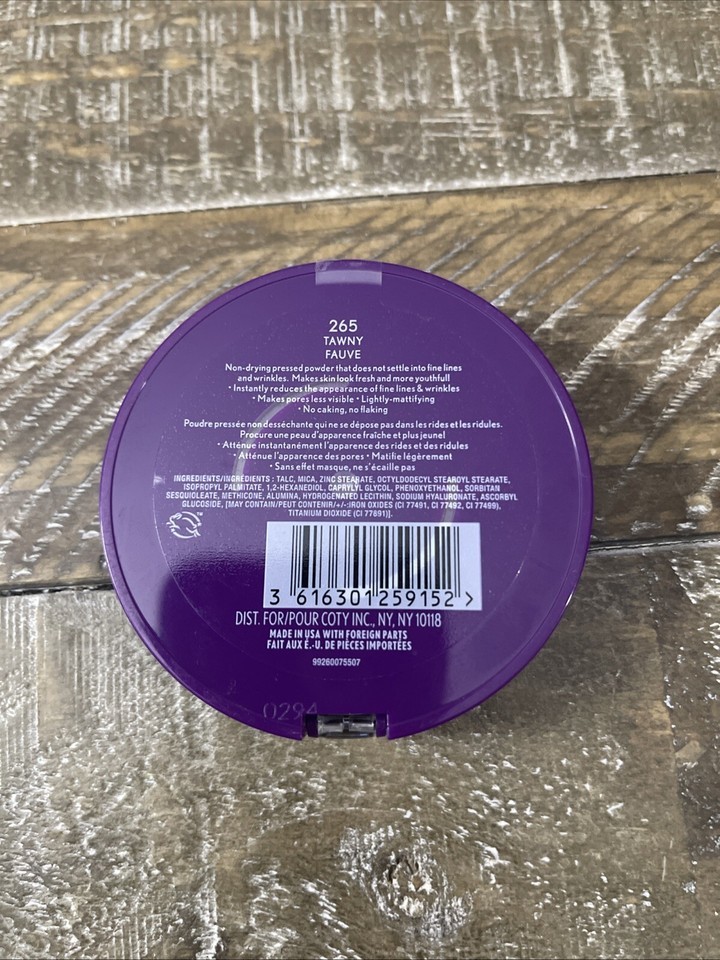 265
TAWNY
FAUVE
Non-drying pressed powder that does not settle into fine lines
and wrinkles. Makes skin look fresh and more youthfull
• Instantly reduces the appearance of fine lines & wrinkles
• Makes pores less visible • Lightly-mattifying
• No caking, no flaking
Poudre pressée non desséchante qui ne se dépose pas dans les rides et les ridules.
Procure une peau d'apparence fraîche et plus jeune!
• Atténue instantanément l'apparence des rides et des ridules
• Atténue l'apparence des pores • Matifie légèrement
• Sans effet masque, ne s'écaille pas
INGREDIENTS/INGRÉDIENTS : TALC, MICA, ZINC STEARATE, OCTYLDODECYL STEAROYL STEARATE,
ISOPROPYL PALMITATE, 1,2-HEXANEDIOL, CAPRYLYL GLYCOL, PHENOXYETHANOL, SORBITAN
SESQUIOLEATE, METHICONE, ALUMINA, HYDROGENATED LECITHIN, SODIUM HYALURONATE, ASCORBYL
GLUCOSIDE, [MAY CONTAIN/PEUT CONTENIR/+/-:IRON OXIDES (CI 77491, CI 77492, CI 77499),
TITANIUM DIOXIDE (CI 77891)].
3 616301259152 >
DIST. FOR/POUR COTY INC., NY, NY 10118
MADE IN USA WITH FOREIGN PARTS
FAIT AUX É.-U. DE PIÈCES IMPORTÉES
99260075507
0294